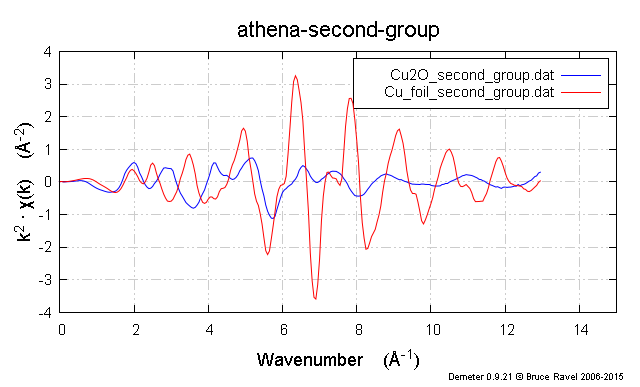 athena-second-group
4
3
2
1
0
-1
-2
-3
-4
k² · χ(k) (Å⁻²)
Cu2O_second_group.dat
Cu_foil_second_group.dat
0 2 4 6 8 10 12 14
Wavenumber (Å⁻¹)
Demeter 0.9.21 © Bruce Ravel 2006-2015